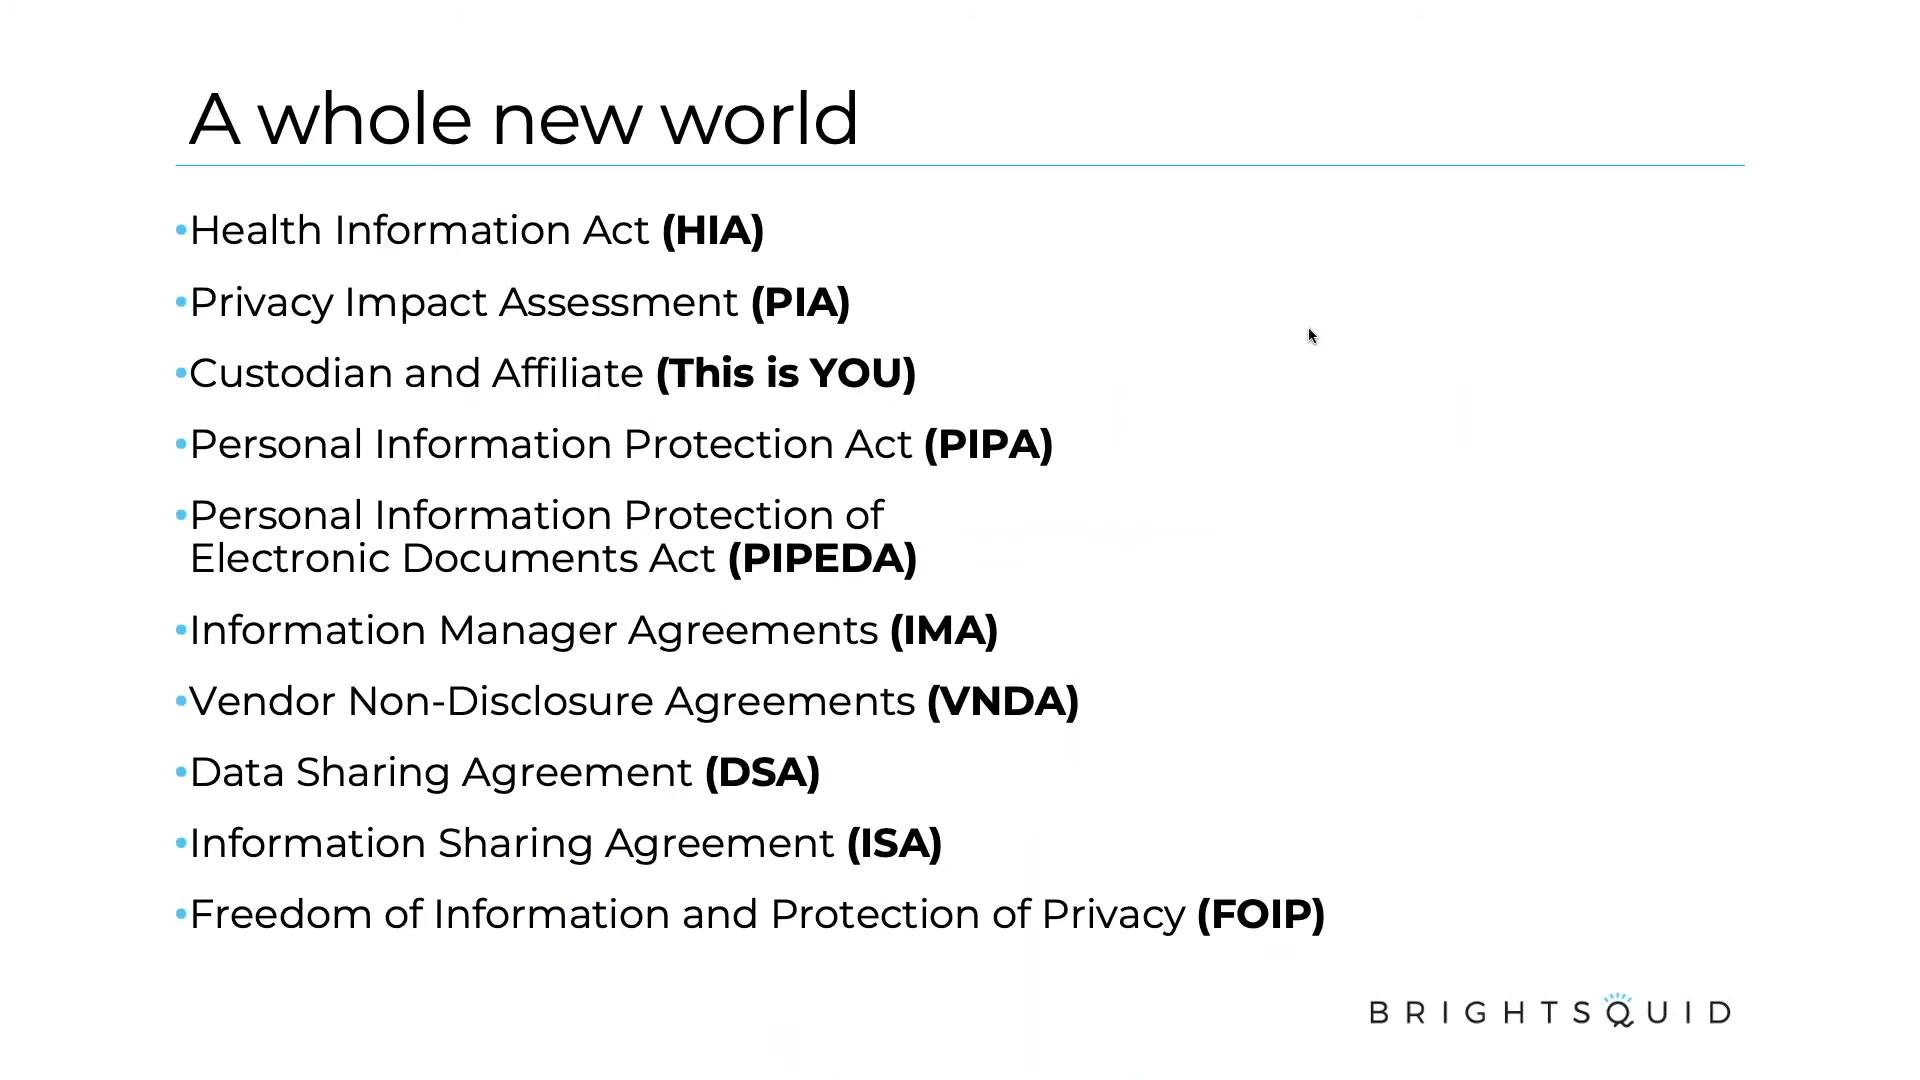 A whole new world
•Health Information Act (HIA)
•Privacy Impact Assessment (PIA)
•Custodian and Affiliate (This is YOU)
•Personal Information Protection Act (PIPA)
•Personal Information Protection of
Electronic Documents Act (PIPEDA)
•Information Manager Agreements (IMA)
•Vendor Non-Disclosure Agreements (VNDA)
•Data Sharing Agreement (DSA)
•Information Sharing Agreement (ISA)
•Freedom of Information and Protection of Privacy (FOIP)
BRIGHTSQUID